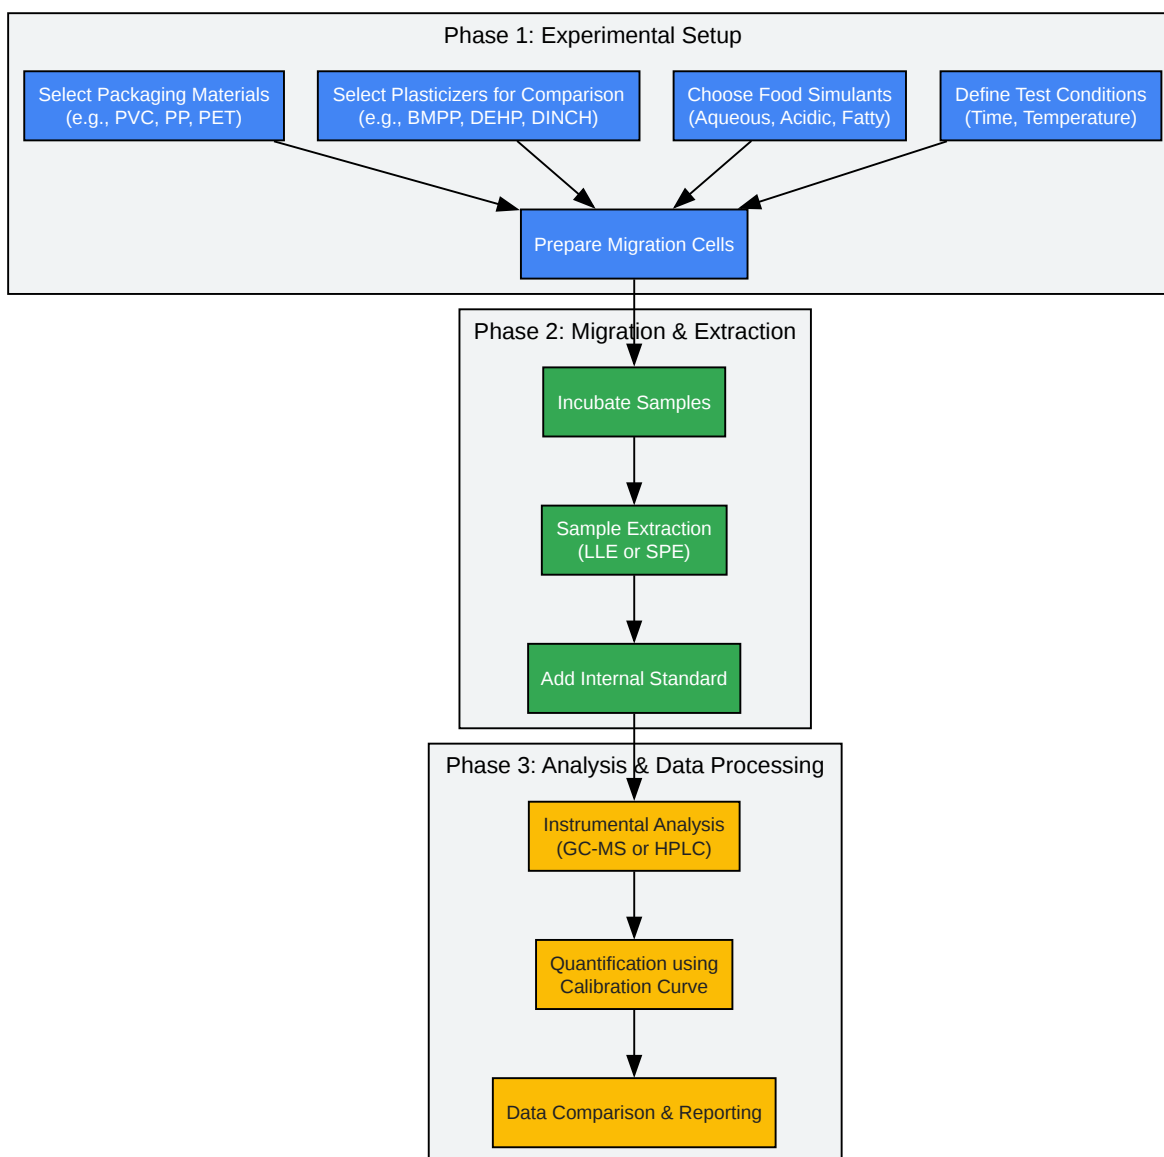 Phase 1: Experimental Setup
Select Packaging Materials
(e.g., PVC, PP, PET)
Select Plasticizers for Comparison
(e.g., BMPP, DEHP, DINCH)
Choose Food Simulants
(Aqueous, Acidic, Fatty)
Define Test Conditions
(Time, Temperature)
Prepare Migration Cells
Phase 2: Migration & Extraction
Incubate Samples
Sample Extraction
(LLE or SPE)
Add Internal Standard
Phase 3: Analysis & Data Processing
Instrumental Analysis
(GC-MS or HPLC)
Quantification using
Calibration Curve
Data Comparison & Reporting